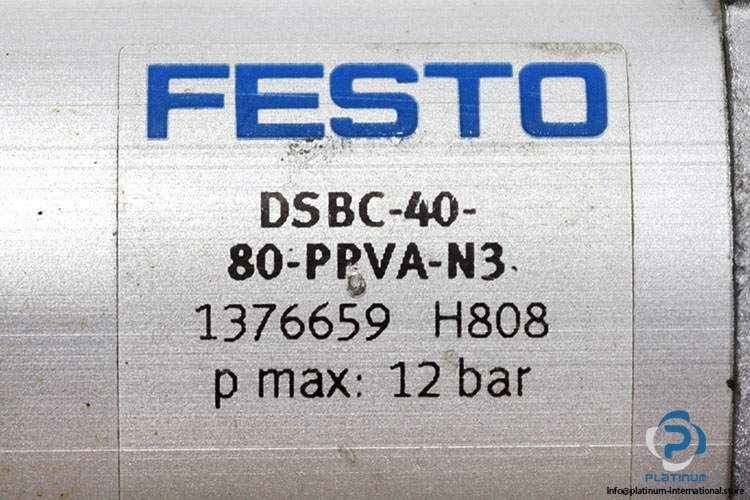 FESTO
DSBC-40-
80-PPVA-N3
1376659 H808
p max: 12 bar
PLATINUM
Info@platinum-international.store